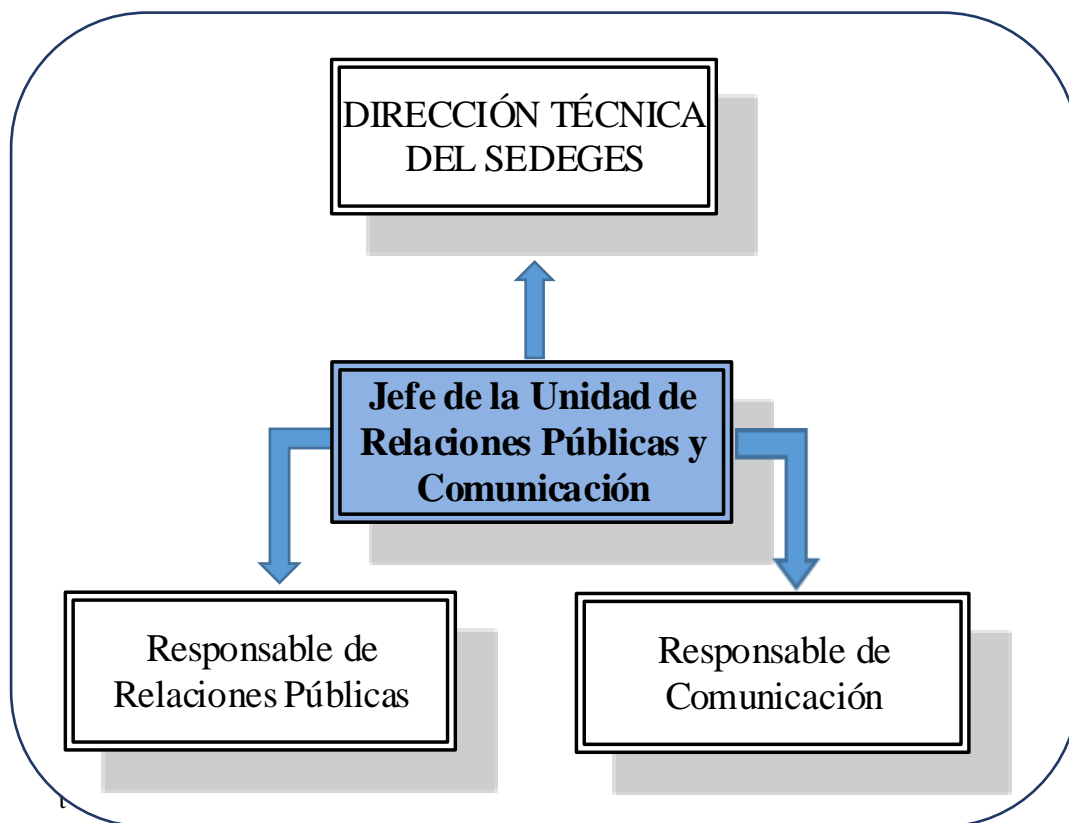 DIRECCIÓN TÉCNICA
DEL SEDEGES
Jefe de la Unidad de
Relaciones Públicas y
Comunicación
Responsable de
Relaciones Públicas
Responsable de
Comunicación